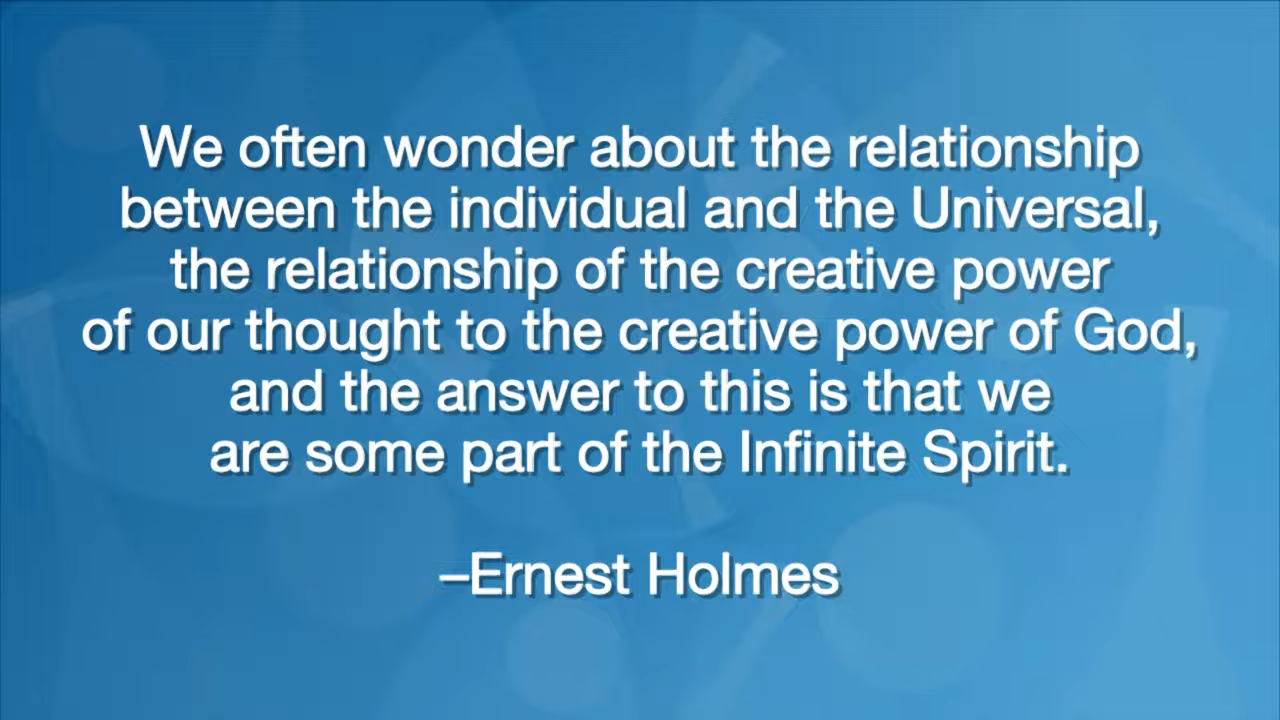 We often wonder about the relationship
between the individual and the Universal,
the relationship of the creative power
of our thought to the creative power of God,
and the answer to this is that we
are some part of the Infinite Spirit.
–Ernest Holmes